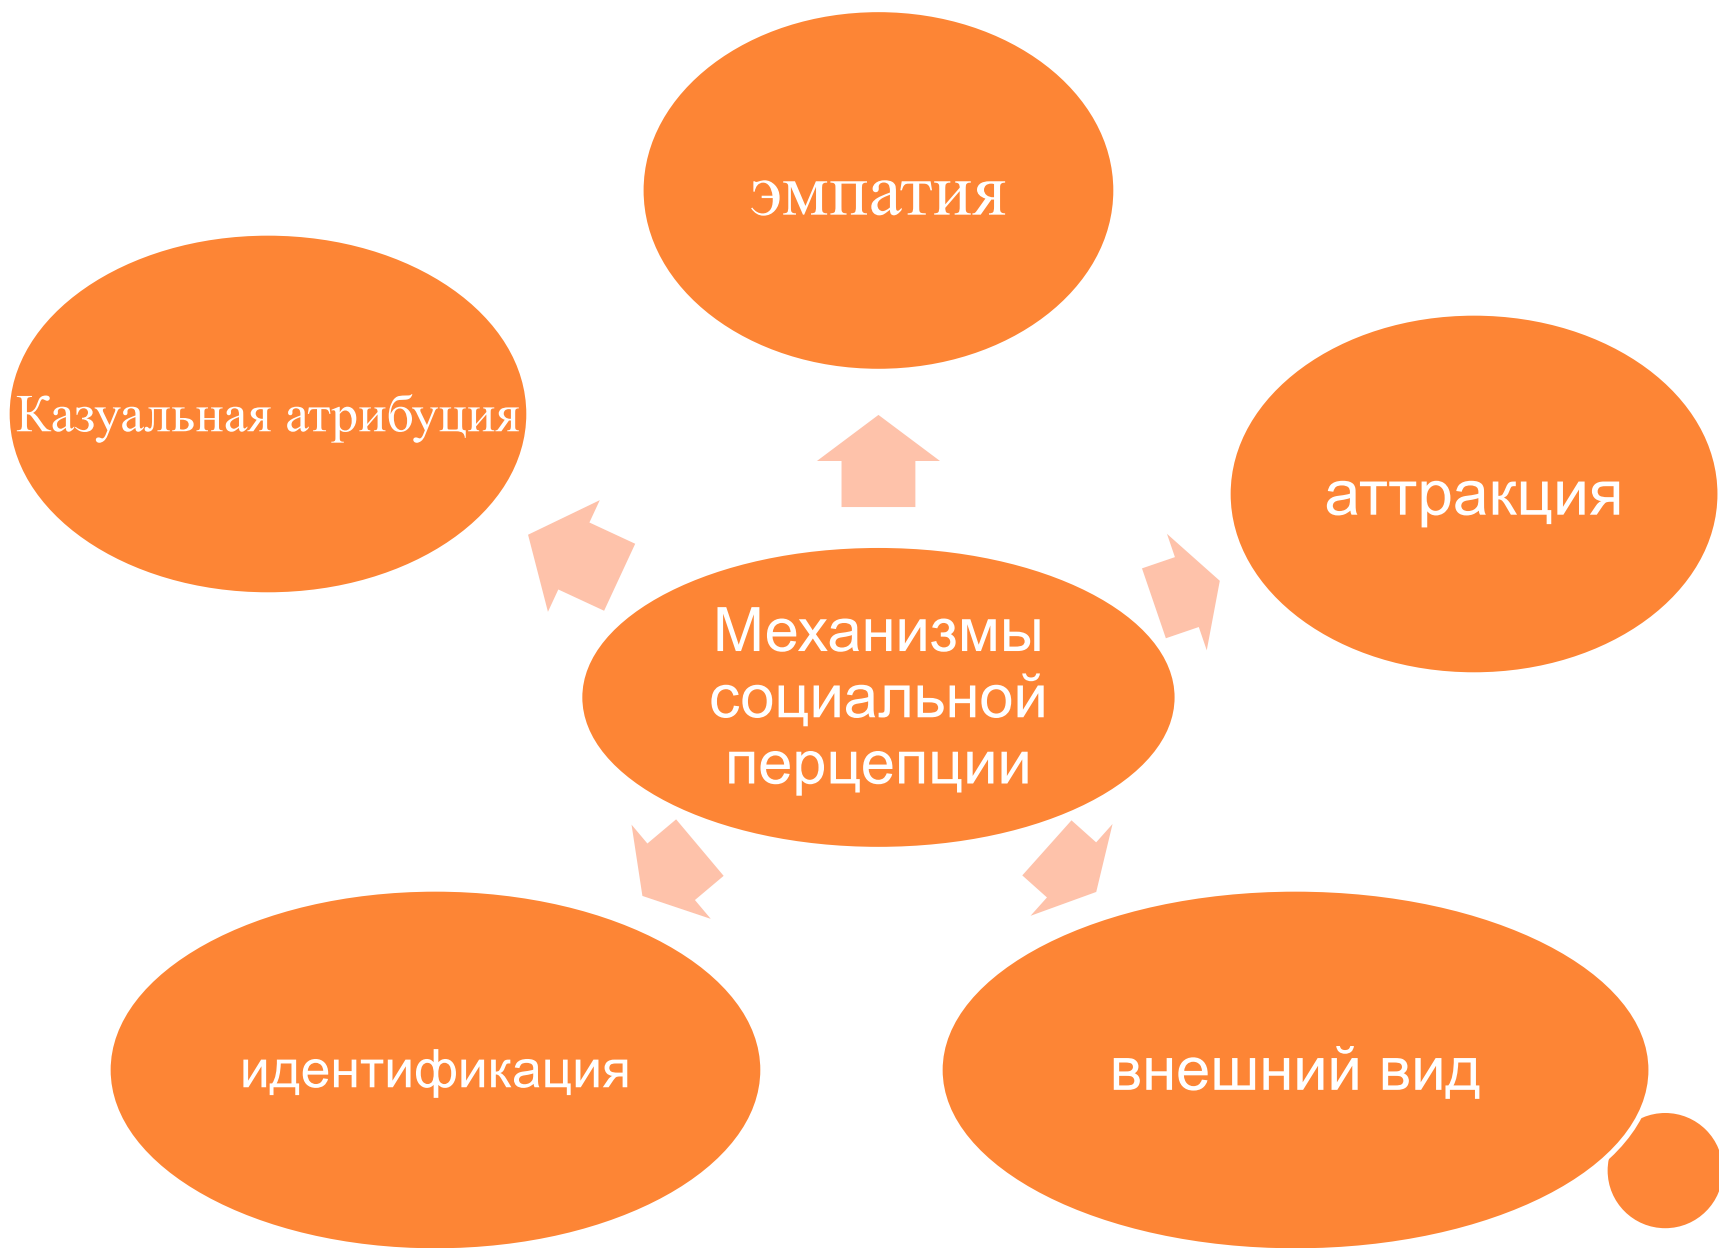 эмпатия
Казуальная атрибуция
аттракция
Механизмы
социальной
перцепции
идентификация
внешний вид